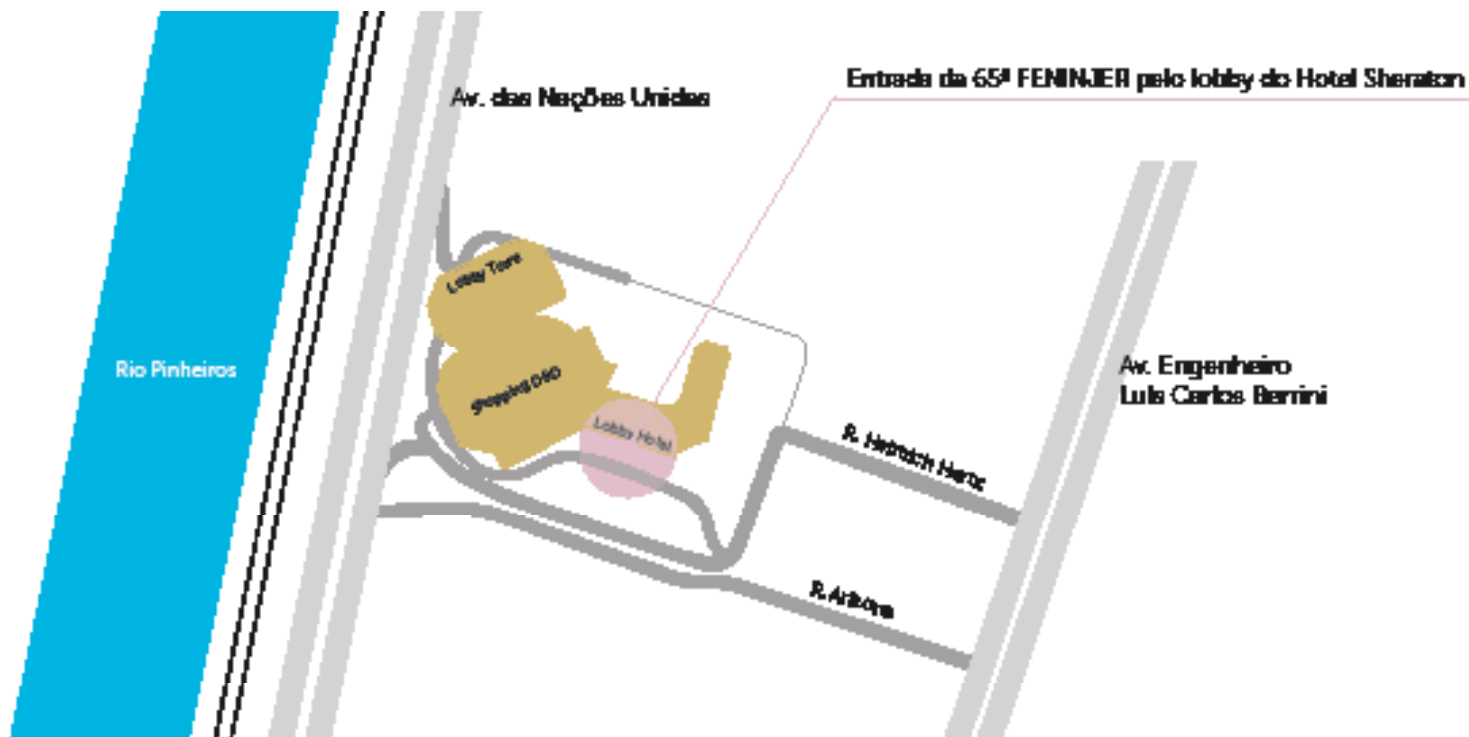 Entrada da 65ª FENINJER pelo lobby do Hotel Sheraton
Av. das Nações Unidas
Lobby Torre
Rio Pinheiros
Av. Engenheiro
Luis Carlos Berrini
Shopping D&D
Lobby Hotel
R. Heinrich Hertz
R. Arizona